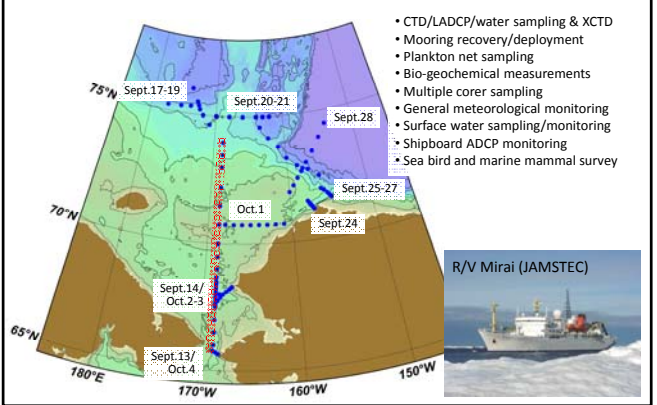 • CTD/LADCP/water sampling & XCTD
• Mooring recovery/deployment
• Plankton net sampling
• Bio-geochemical measurements
• Multiple corer sampling
• General meteorological monitoring
• Surface water sampling/monitoring
• Shipboard ADCP monitoring
• Sea bird and marine mammal survey
75°N
Sept.17-19
Sept.20-21
Sept.28
Sept.25-27
70°N
Oct.1
Sept.24
R/V Mirai (JAMSTEC)
Sept.14/
Oct.2-3
65°N
Sept.13/
Oct.4
180°E
170°W
160°W
150°W